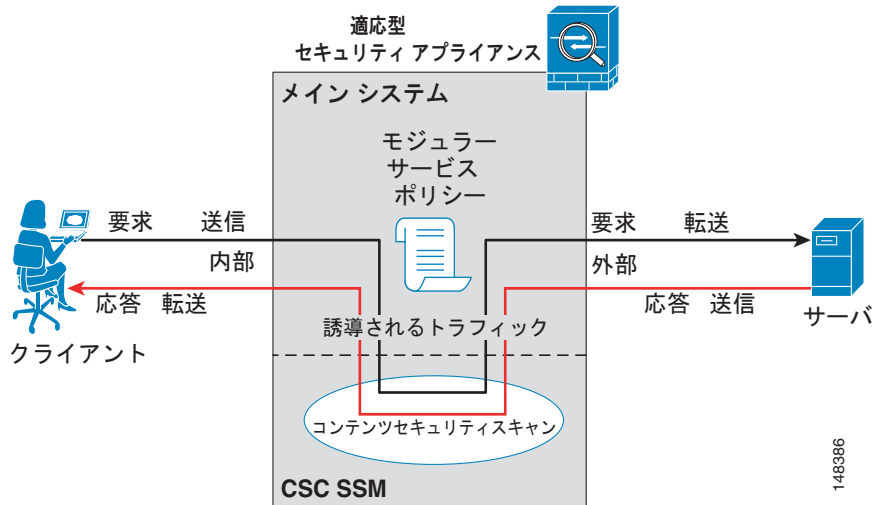 適応型
セキュリティ アプライアンス
メイン システム
モジュラー
サービス
ポリシー
要求 送信
要求 転送
内部
外部
応答 転送
応答 送信
サーバ
クライアント
誘導されるトラフィック
コンテンツセキュリティスキャン
CSC SSM
148386